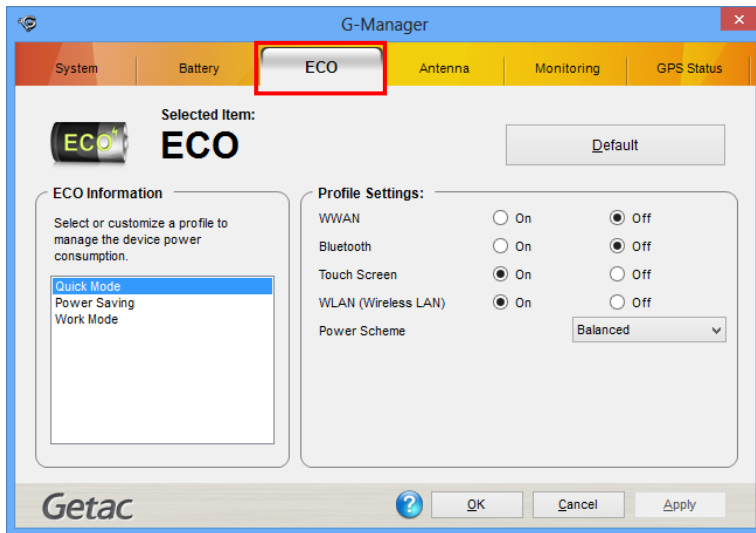 G-Manager
System Battery ECO Antenna Monitoring GPS Status
ECO
Selected Item:
ECO
Default
ECO Information
Select or customize a profile to
manage the device power
consumption.
Quick Mode
Power Saving
Work Mode
Profile Settings:
WWAN On Off
Bluetooth On Off
Touch Screen On Off
WLAN (Wireless LAN) On Off
Power Scheme Balanced
Getac ? OK Cancel Apply